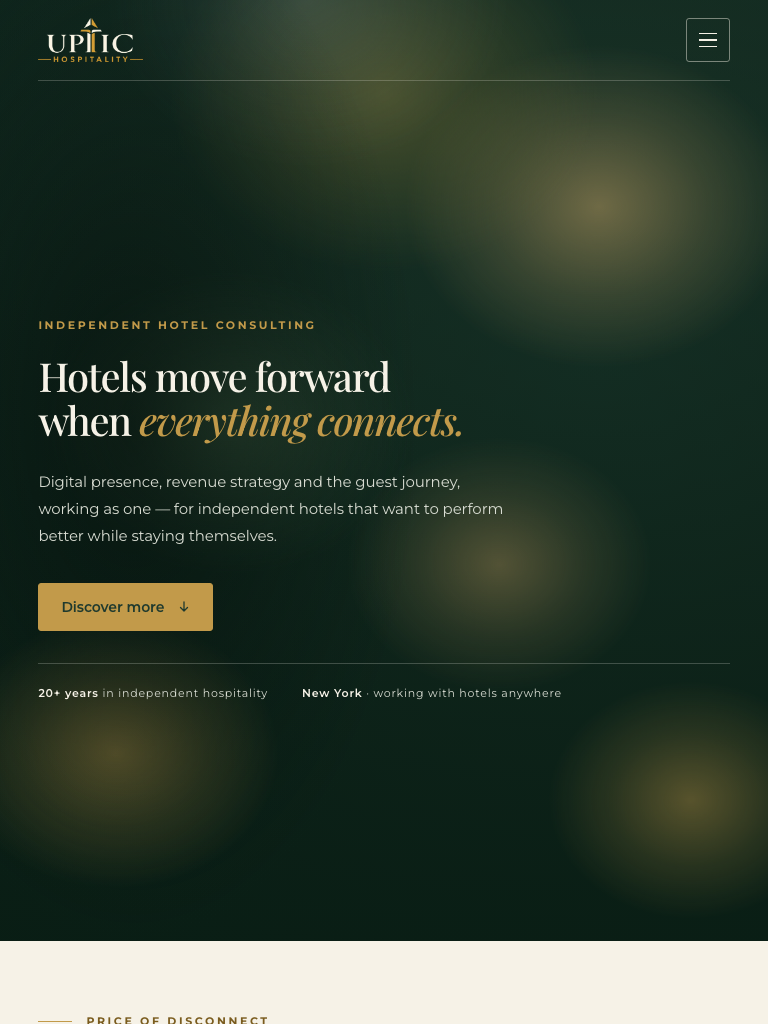 UPTIC
HOSPITALITY
INDEPENDENT HOTEL CONSULTING
Hotels move forward
when everything connects.
Digital presence, revenue strategy and the guest journey,
working as one — for independent hotels that want to perform
better while staying themselves.
Discover more ↓
20+ years in independent hospitality New York · working with hotels anywhere
PRICE OF DISCONNECT